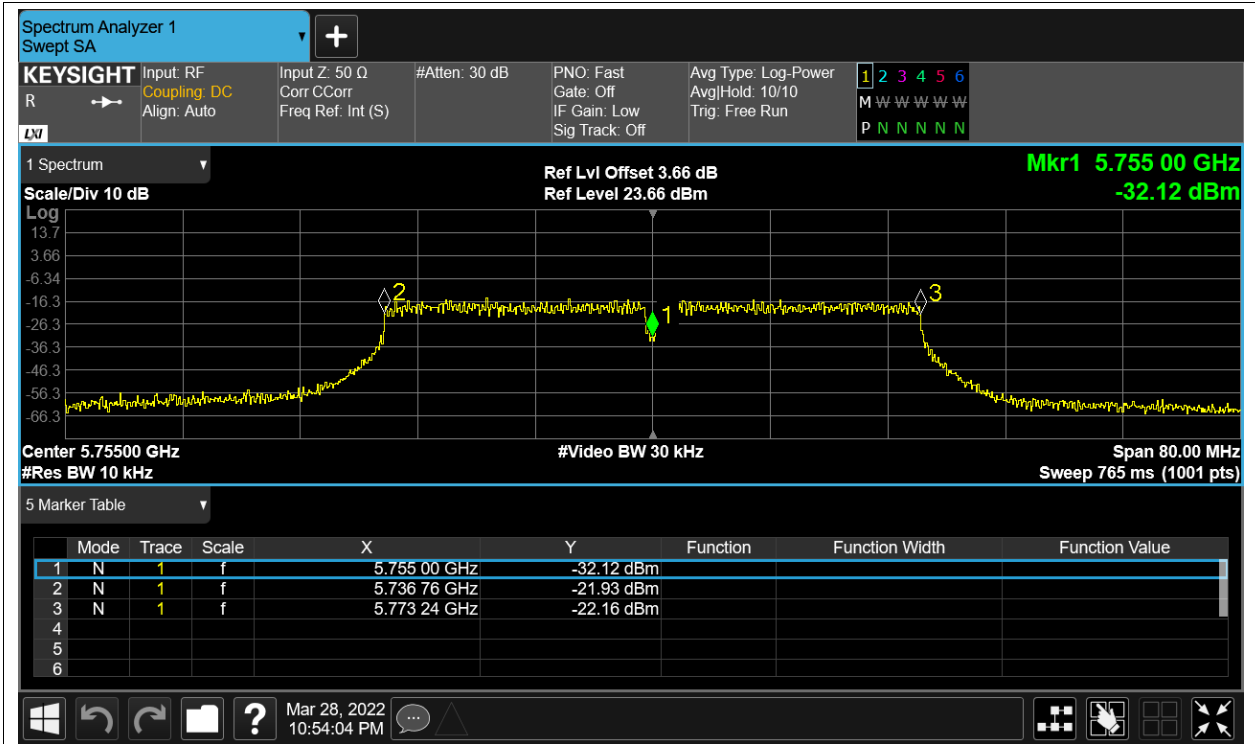 Spectrum Analyzer 1
Swept SA
KEYSIGHT
R
LXI
Input: RF
Coupling: DC
Align: Auto
Input Z: 50 Ω
Corr CCorr
Freq Ref: Int (S)
#Atten: 30 dB
PNO: Fast
Gate: Off
IF Gain: Low
Sig Track: Off
Avg Type: Log-Power
Avg|Hold: 10/10
Trig: Free Run
1 2 3 4 5 6
M W W W W W W
P N N N N N N
1 Spectrum
Scale/Div 10 dB
Ref Lvl Offset 3.66 dB
Ref Level 23.66 dBm
Mkr1 5.755 00 GHz
-32.12 dBm
Log
13.7
3.66
-6.34
-16.3
-26.3
-36.3
-46.3
-56.3
-66.3
2
1
3
Center 5.75500 GHz
#Video BW 30 kHz
Span 80.00 MHz
#Res BW 10 kHz
Sweep 765 ms (1001 pts)
5 Marker Table
Mode Trace Scale X Y Function Function Width Function Value
1 N 1 f 5.755 00 GHz -32.12 dBm
2 N 1 f 5.736 76 GHz -21.93 dBm
3 N 1 f 5.773 24 GHz -22.16 dBm
4
5
6
?
Mar 28, 2022
10:54:04 PM